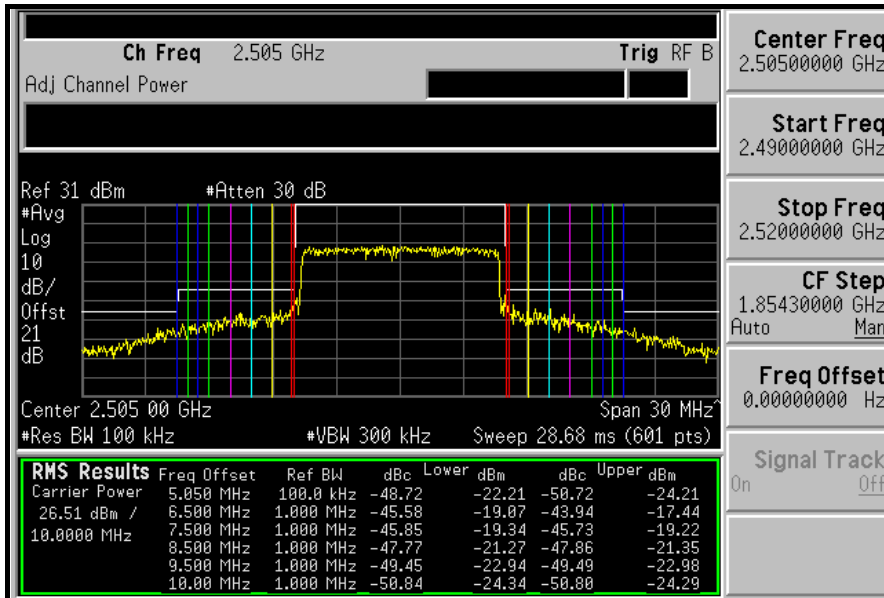 Ch Freq 2.505 GHz Trig RF B
Adj Channel Power
Ref 31 dBm #Atten 30 dB
#Avg
Log
10
dB/
Offst
21
dB
Center 2.505 00 GHz Span 30 MHz^
#Res BW 100 kHz #VBW 300 kHz Sweep 28.68 ms (601 pts)
RMS Results Freq Offset Ref BW dBc Lower dBm dBc Upper dBm
Carrier Power 5.050 MHz 100.0 kHz -48.72 -22.21 -50.72 -24.21
26.51 dBm / 6.500 MHz 1.000 MHz -45.58 -19.07 -43.94 -17.44
10.0000 MHz 7.500 MHz 1.000 MHz -45.85 -19.34 -45.73 -19.22
8.500 MHz 1.000 MHz -47.77 -21.27 -47.86 -21.35
9.500 MHz 1.000 MHz -49.45 -22.94 -49.49 -22.98
10.00 MHz 1.000 MHz -50.84 -24.34 -50.80 -24.29
Center Freq
2.50500000 GHz
Start Freq
2.49000000 GHz
Stop Freq
2.52000000 GHz
CF Step
1.85430000 GHz
Auto Man
Freq Offset
0.00000000 Hz
Signal Track
On Off